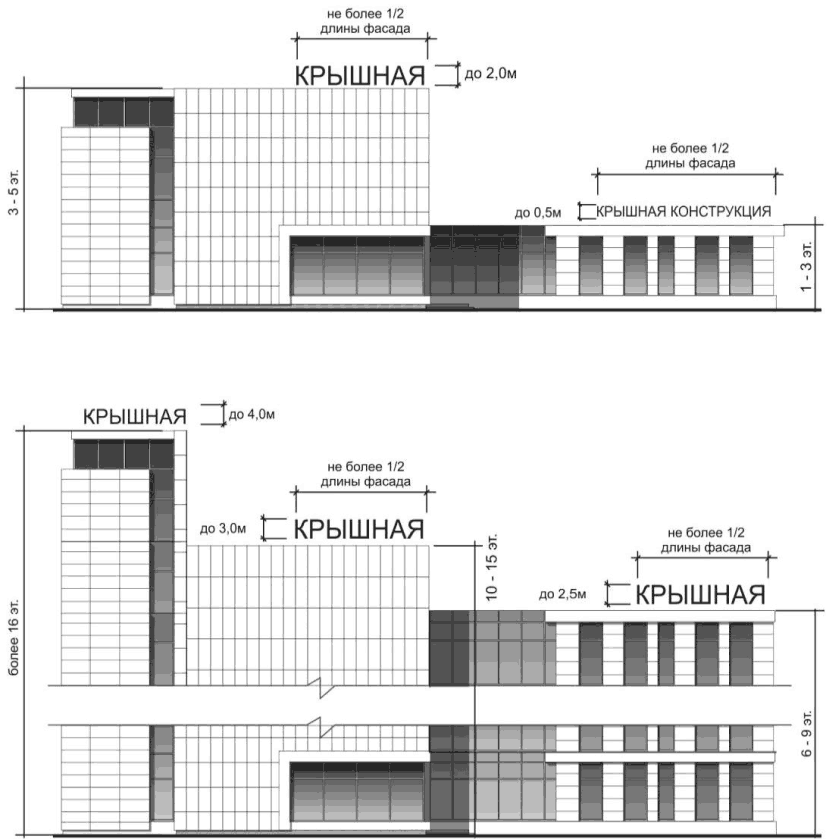 не более 1/2
длины фасада
КРЫШНАЯ
до 2,0м
3 - 5 эт.
не более 1/2
длины фасада
до 0,5м
КРЫШНАЯ КОНСТРУКЦИЯ
1 - 3 эт.
КРЫШНАЯ
до 4,0м
не более 1/2
длины фасада
до 3,0м
КРЫШНАЯ
10 - 15 эт.
не более 1/2
длины фасада
до 2,5м
КРЫШНАЯ
более 16 эт.
6 - 9 эт.